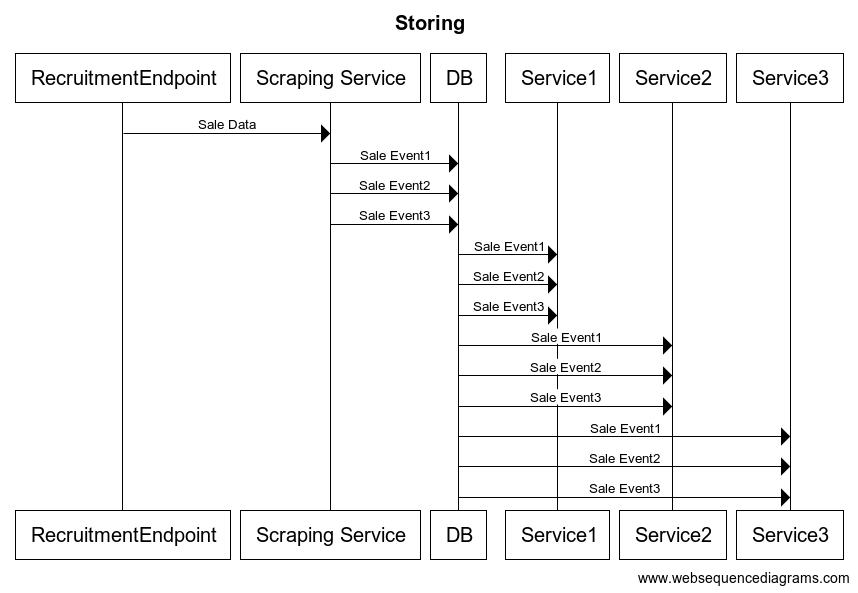 Storing
RecruitmentEndpoint
Scraping Service
DB
Service1
Service2
Service3
Sale Data
Sale Event1
Sale Event2
Sale Event3
Sale Event1
Sale Event2
Sale Event3
Sale Event1
Sale Event2
Sale Event3
Sale Event1
Sale Event2
Sale Event3
RecruitmentEndpoint
Scraping Service
DB
Service1
Service2
Service3
www.websequencediagrams.com